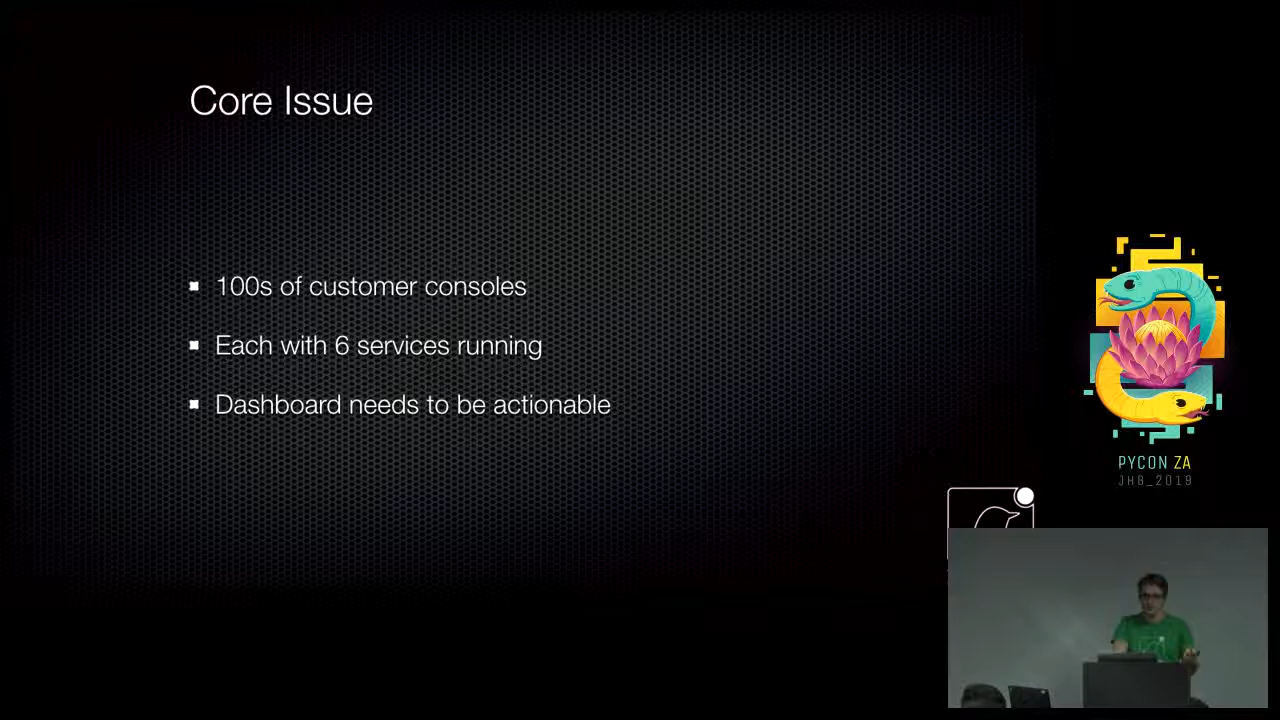 Core Issue
100s of customer consoles
Each with 6 services running
Dashboard needs to be actionable
PYCON ZA
JHB_2019